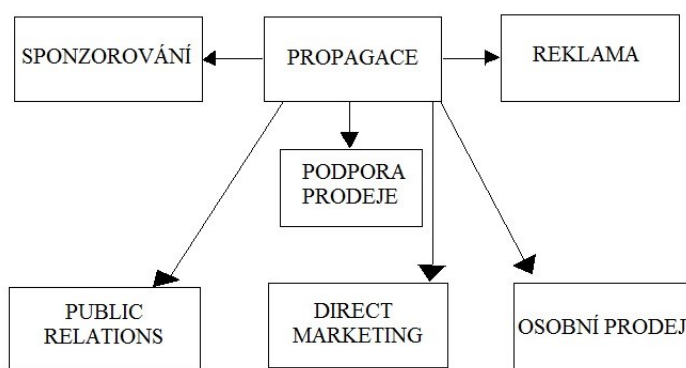 SPONZOROVÁNÍ
PROPAGACE
REKLAMA
PODPORA
PRODEJE
PUBLIC
RELATIONS
DIRECT
MARKETING
OSOBNÍ PRODEJ